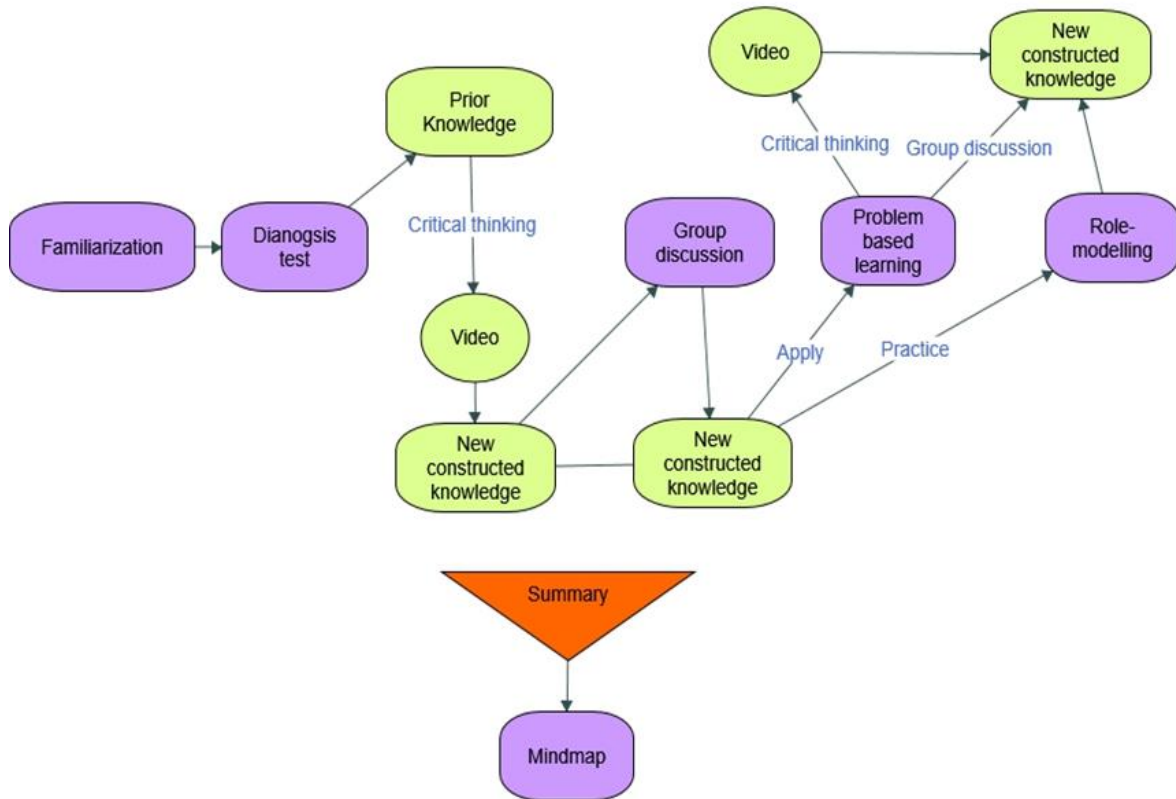 Familiarization
Dianogsis
test
Prior
Knowledge
Critical thinking
Video
New
constructed
knowledge
Group
discussion
New
constructed
knowledge
Apply
Practice
Problem
based
learning
Role-
modelling
Critical thinking
Group discussion
Video
New
constructed
knowledge
Summary
Mindmap